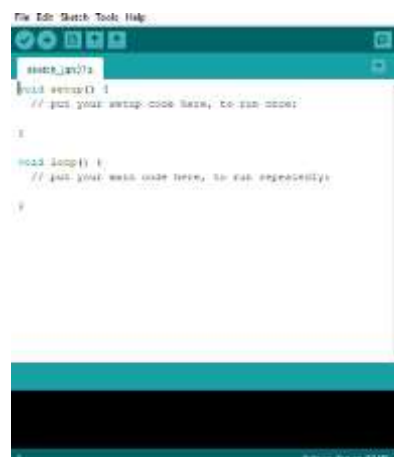 File Edit Sketch Tools Help
sketch_jan27a
void setup() {
// put your setup code here, to run once:
}
void loop() {
// put your main code here, to run repeatedly:
}